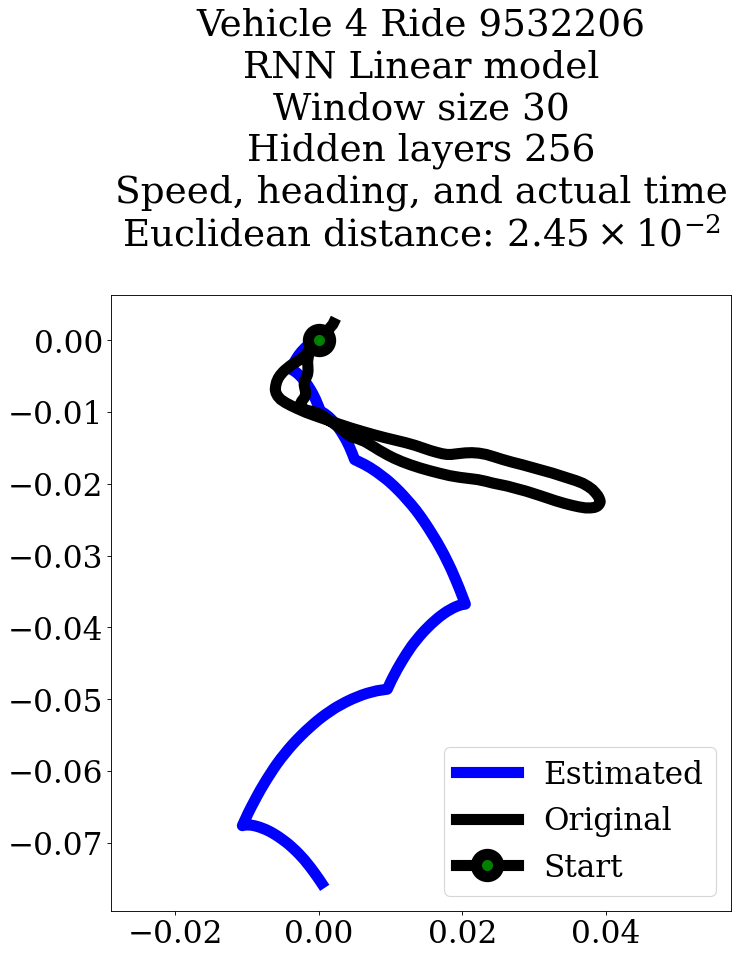 Vehicle 4 Ride 9532206
RNN Linear model
Window size 30
Hidden layers 256
Speed, heading, and actual time
Euclidean distance: 2.45 × 10⁻²
0.00
−0.01
−0.02
−0.03
−0.04
−0.05
−0.06
−0.07
Estimated
Original
Start
−0.02 0.00 0.02 0.04